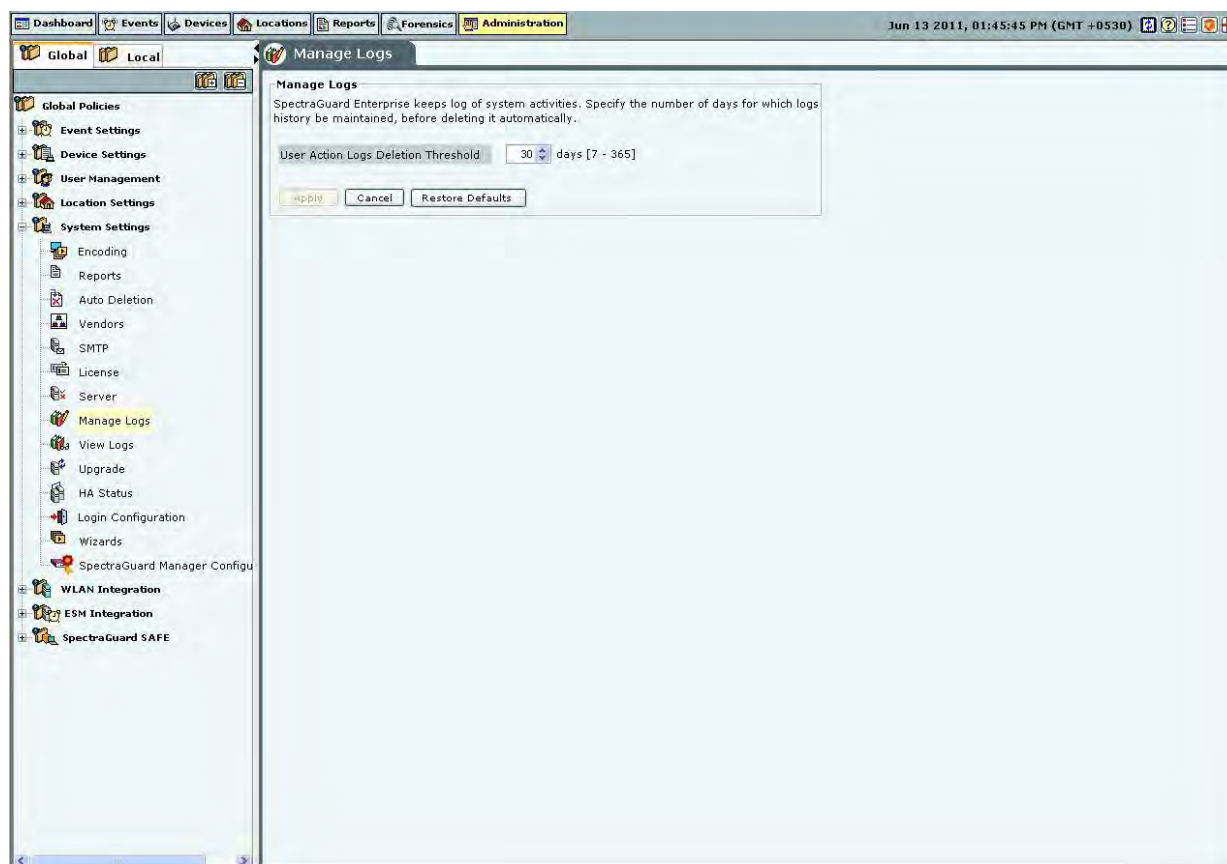 Dashboard Events Devices Locations Reports Forensics Administration Jun 13 2011, 01:45:45 PM (GMT +0530)
Global Local
Manage Logs
Global Policies
Event Settings
Device Settings
User Management
Location Settings
System Settings
Encoding
Reports
Auto Deletion
Vendors
SMTP
License
Server
Manage Logs
View Logs
Upgrade
HA Status
Login Configuration
Wizards
SpectraGuard Manager Configu
WLAN Integration
ESM Integration
SpectraGuard SAFE
Manage Logs
SpectraGuard Enterprise keeps log of system activities. Specify the number of days for which logs
history be maintained, before deleting it automatically.
User Action Logs Deletion Threshold 30 days [7 - 365]
Apply Cancel Restore Defaults